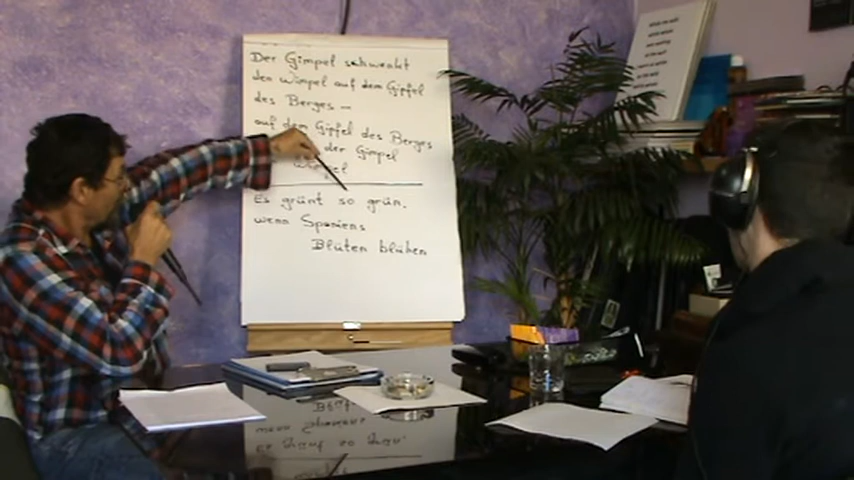 Der Gimpel schwenkt
den Wimpel auf dem Gipfel
des Berges –
auf dem Gipfel des Berges
der Gimpel
Wimpel
Es grünt so grün.
wenn Spaniens
Blüten blühen